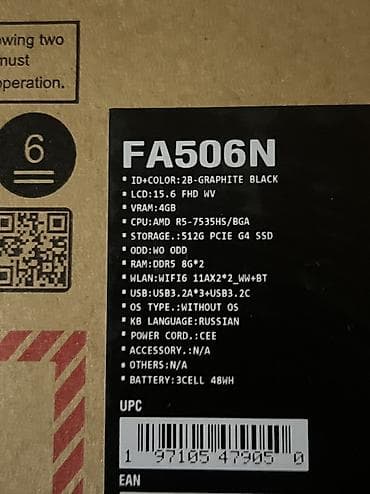 owing two
must
operation.
6
FA506N
* ID+COLOR:2B-GRAPHITE BLACK
* LCD:15.6 FHD WV
* VRAM:4GB
* CPU:AMD R5-7535HS/BGA
* STORAGE.:512G PCIE G4 SSD
* ODD:WO ODD
* RAM:DDR5 8G*2
* WLAN:WIFI6 11AX2*2_WW+BT
* USB:USB3.2A*3+USB3.2C
* OS TYPE.:WITHOUT OS
* KB LANGUAGE:RUSSIAN
* POWER CORD.:CEE
* ACCESSORY.:N/A
* OTHERS:N/A
* BATTERY:3CELL 48WH
UPC
1 97105 47905 0
EAN